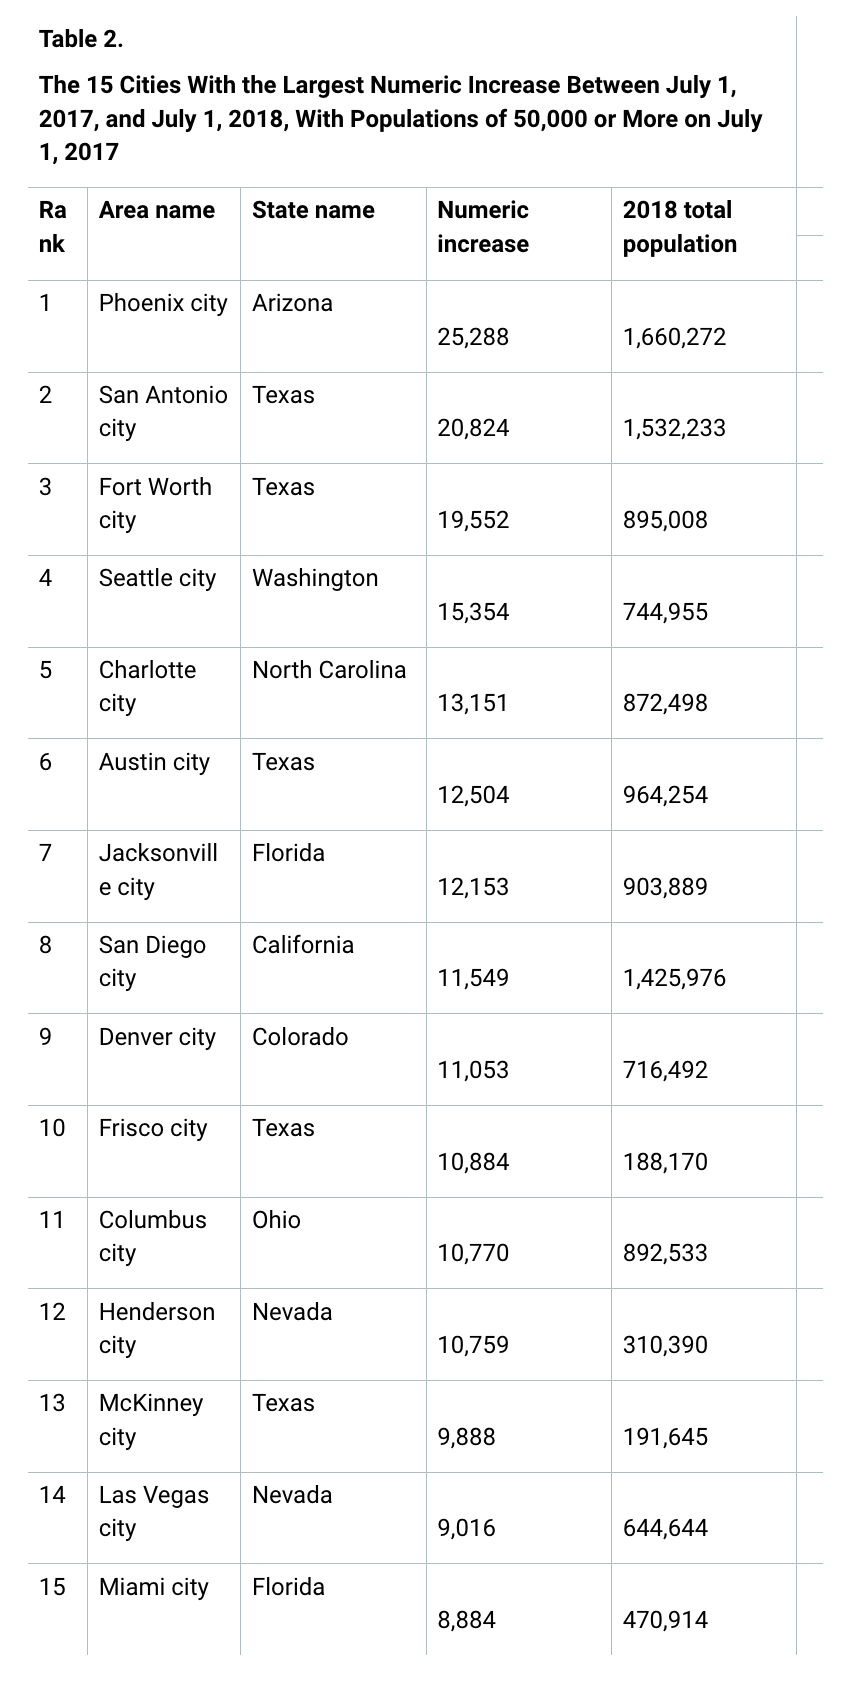 Table 2.
The 15 Cities With the Largest Numeric Increase Between July 1,
2017, and July 1, 2018, With Populations of 50,000 or More on July
1, 2017
Ra
nk
Area name
State name
Numeric
increase
2018 total
population
1
Phoenix city
Arizona
25,288
1,660,272
2
San Antonio
city
Texas
20,824
1,532,233
3
Fort Worth
city
Texas
19,552
895,008
4
Seattle city
Washington
15,354
744,955
5
Charlotte
city
North Carolina
13,151
872,498
6
Austin city
Texas
12,504
964,254
7
Jacksonvill
e city
Florida
12,153
903,889
8
San Diego
city
California
11,549
1,425,976
9
Denver city
Colorado
11,053
716,492
10
Frisco city
Texas
10,884
188,170
11
Columbus
city
Ohio
10,770
892,533
12
Henderson
city
Nevada
10,759
310,390
13
McKinney
city
Texas
9,888
191,645
14
Las Vegas
city
Nevada
9,016
644,644
15
Miami city
Florida
8,884
470,914